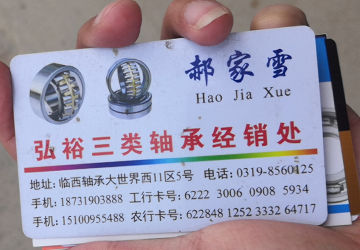 郝家雪
Hao Jia Xue
弘裕三类轴承经销处
地址: 临西轴承大世界西11区5号 电话: 0319-8560125
手机: 18731903888 工行卡号: 6222 3006 0908 5934
手机: 15100955488 农行卡号: 622848 1252 3332 64717